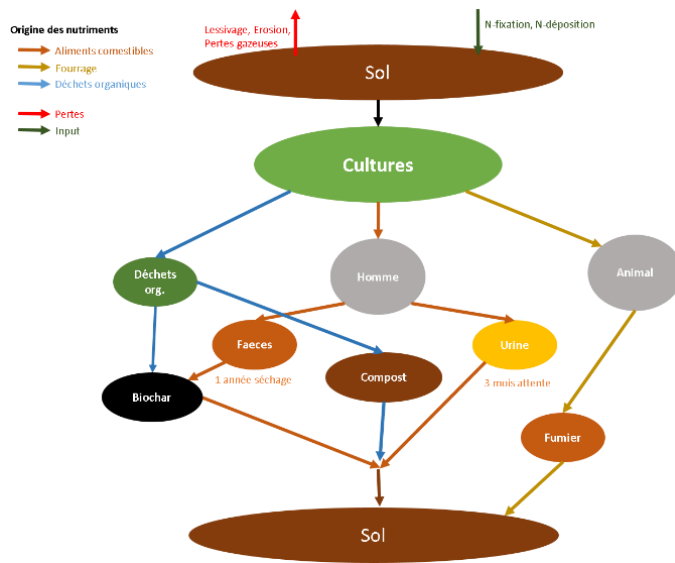 Origine des nutriments
Aliments comestibles
Fourrage
Déchets organiques
Pertes
Input
Lessivage, Erosion,
Pertes gazeuses
N-fixation, N-déposition
Sol
Cultures
Déchets
org.
Homme
Animal
Faeces
Urine
1 année séchage
Compost
3 mois attente
Biochar
Fumier
Sol